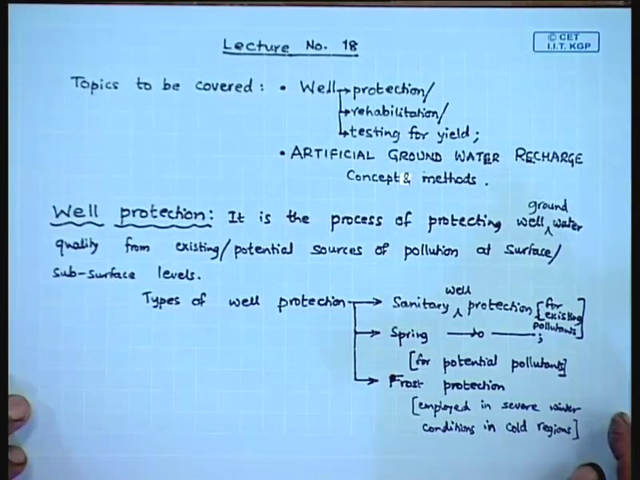 Lecture No. 18
© CET
I.I.T. KGP
Topics to be covered : • Well → protection/
→ rehabilitation/
→ testing for yield ;
• ARTIFICIAL GROUND WATER RECHARGE
Concept & methods .
Well protection : It is the process of protecting well ^ ground water
quality from existing/potential sources of pollution at surface/
sub-surface levels.
Types of well protection → Sanitary ^ well protection [for existing pollutants]
→ Spring —〃— ;
[for potential pollutants]
→ Frost protection
[employed in severe winter
conditions in cold regions]